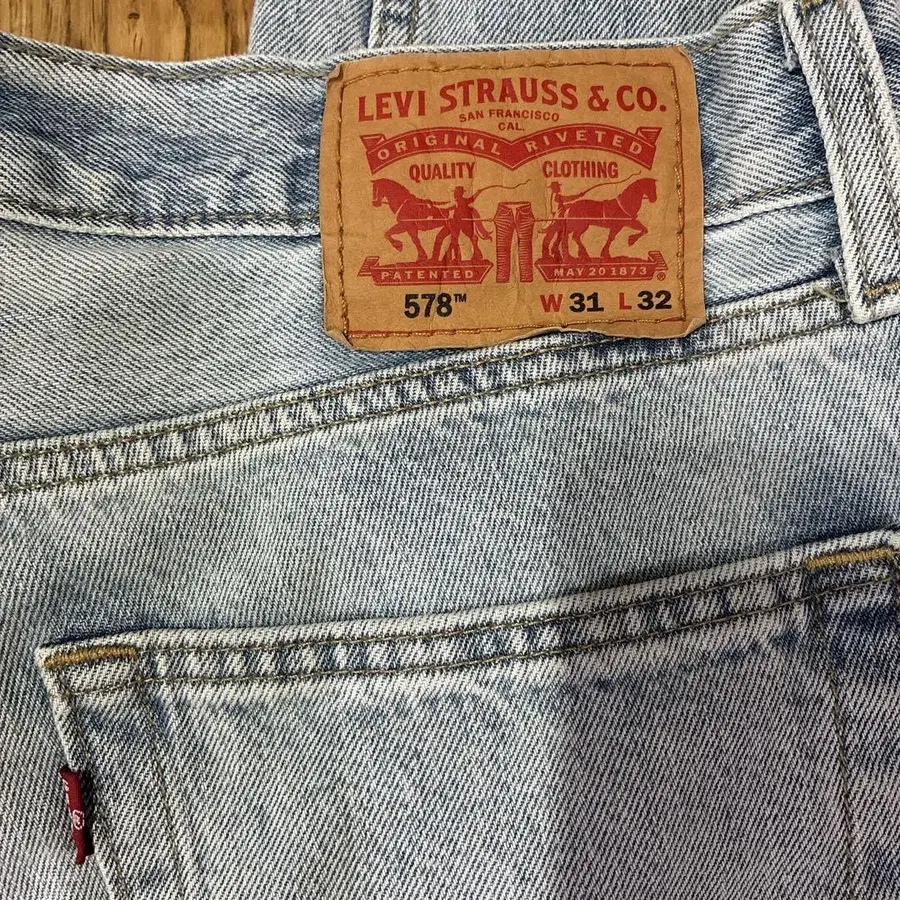 LEVI STRAUSS & CO.
SAN FRANCISCO
CAL.
ORIGINAL RIVETED
QUALITY CLOTHING
PATENTED MAY 20 1873 ®
578™ W 31 L 32
®